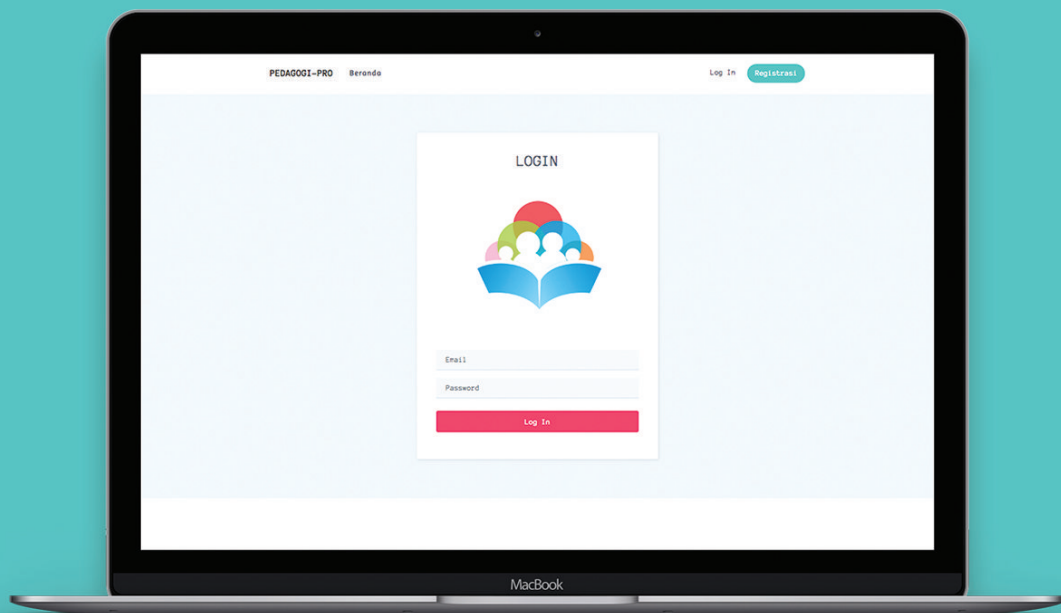 PEDAGOGI-PRO Beranda Log In Registrasi
LOGIN
Email
Password
Log In
MacBook